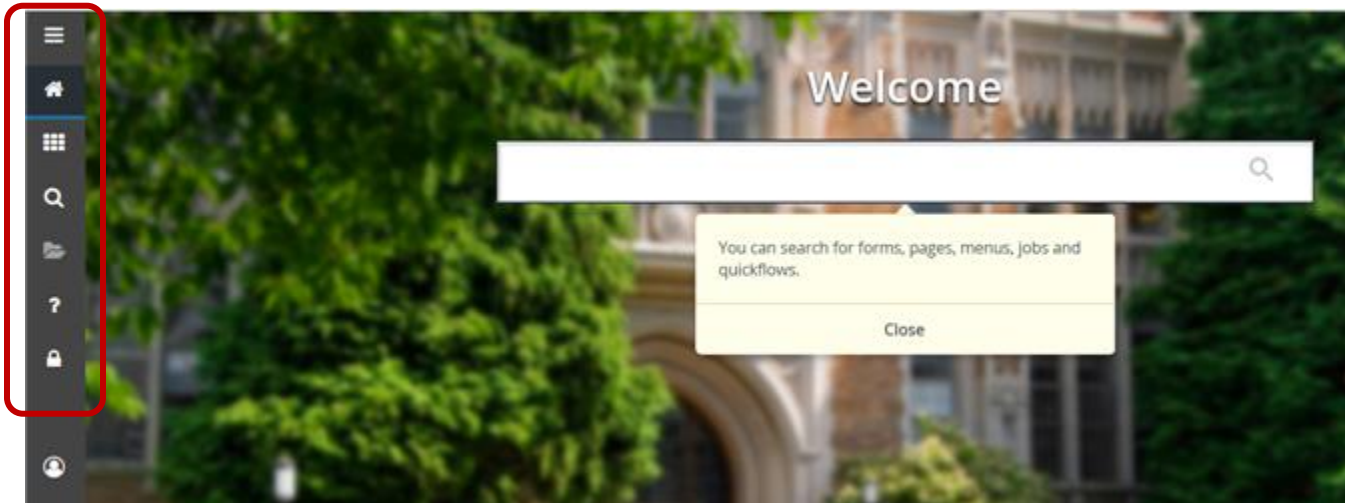 Welcome
You can search for forms, pages, menus, jobs and
quickflows.
Close